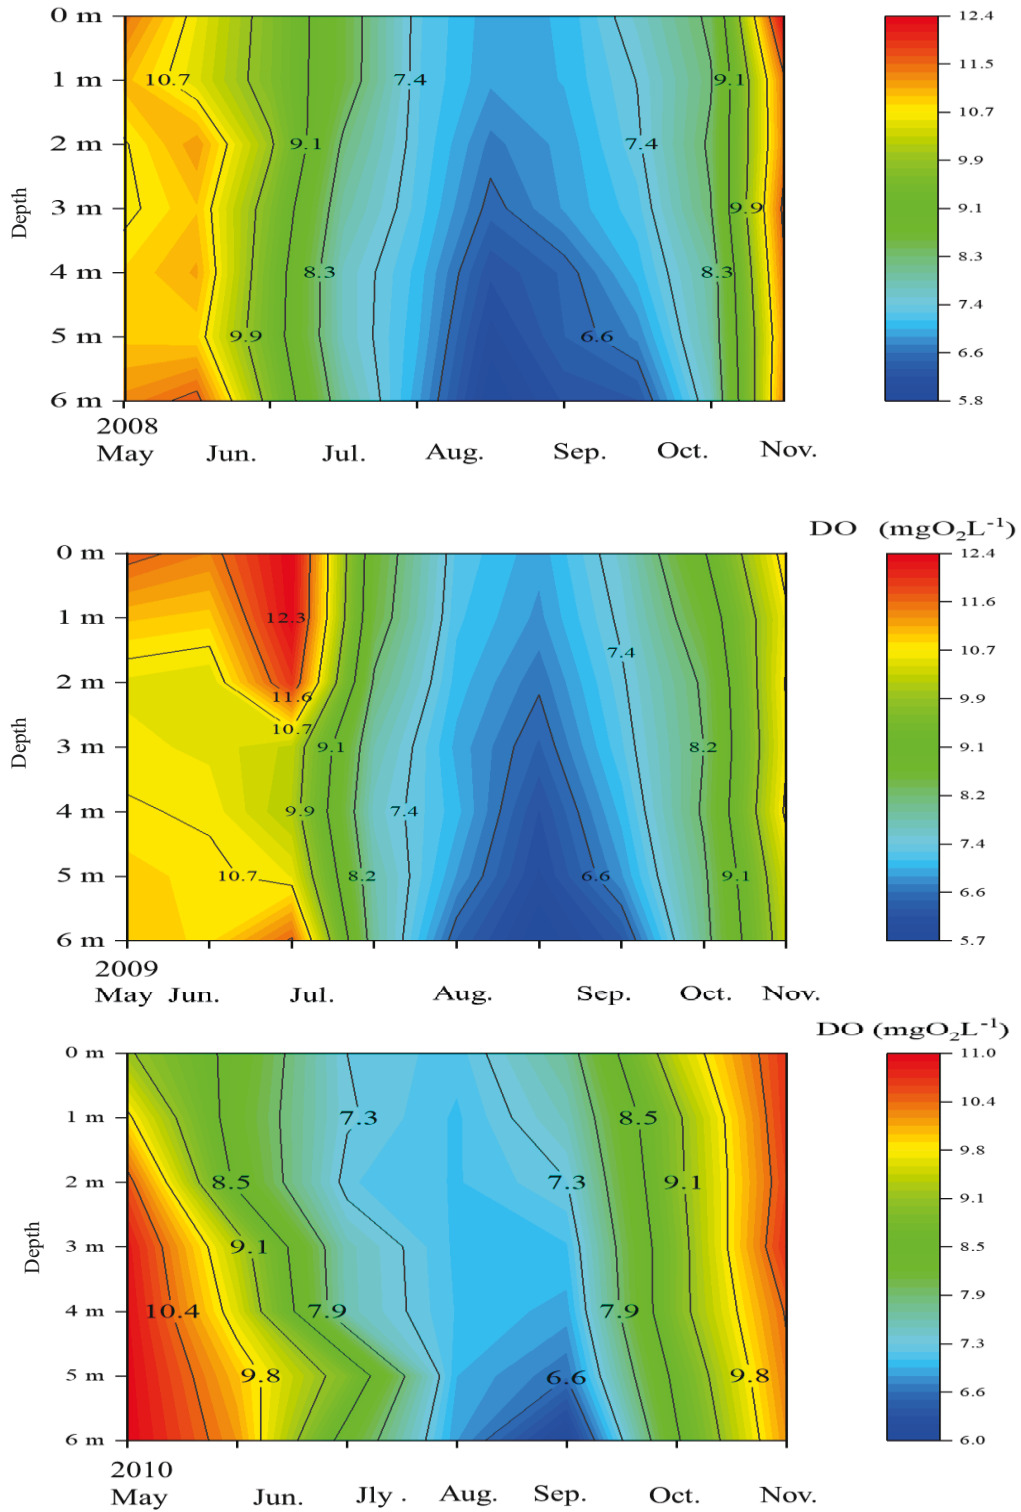 0 m
1 m
2 m
3 m
4 m
5 m
6 m
Depth
10.7
7.4
9.1
9.1
7.4
9.9
8.3
8.3
9.9
6.6
12.4
11.5
10.7
9.9
9.1
8.3
7.4
6.6
5.8
2008
May Jun. Jul. Aug. Sep. Oct. Nov.
DO (mgO₂L⁻¹)
0 m
1 m
2 m
3 m
4 m
5 m
6 m
Depth
12.3
7.4
11.6
10.7
9.1
8.2
9.9
7.4
10.7
8.2
6.6
9.1
12.4
11.6
10.7
9.9
9.1
8.2
7.4
6.6
5.7
2009
May Jun. Jul. Aug. Sep. Oct. Nov.
DO (mgO₂L⁻¹)
0 m
1 m
2 m
3 m
4 m
5 m
6 m
Depth
7.3
8.5
8.5
7.3
9.1
9.1
10.4
7.9
7.9
9.8
6.6
9.8
11.0
10.4
9.8
9.1
8.5
7.9
7.3
6.6
6.0
2010
May Jun. Jly . Aug. Sep. Oct. Nov.